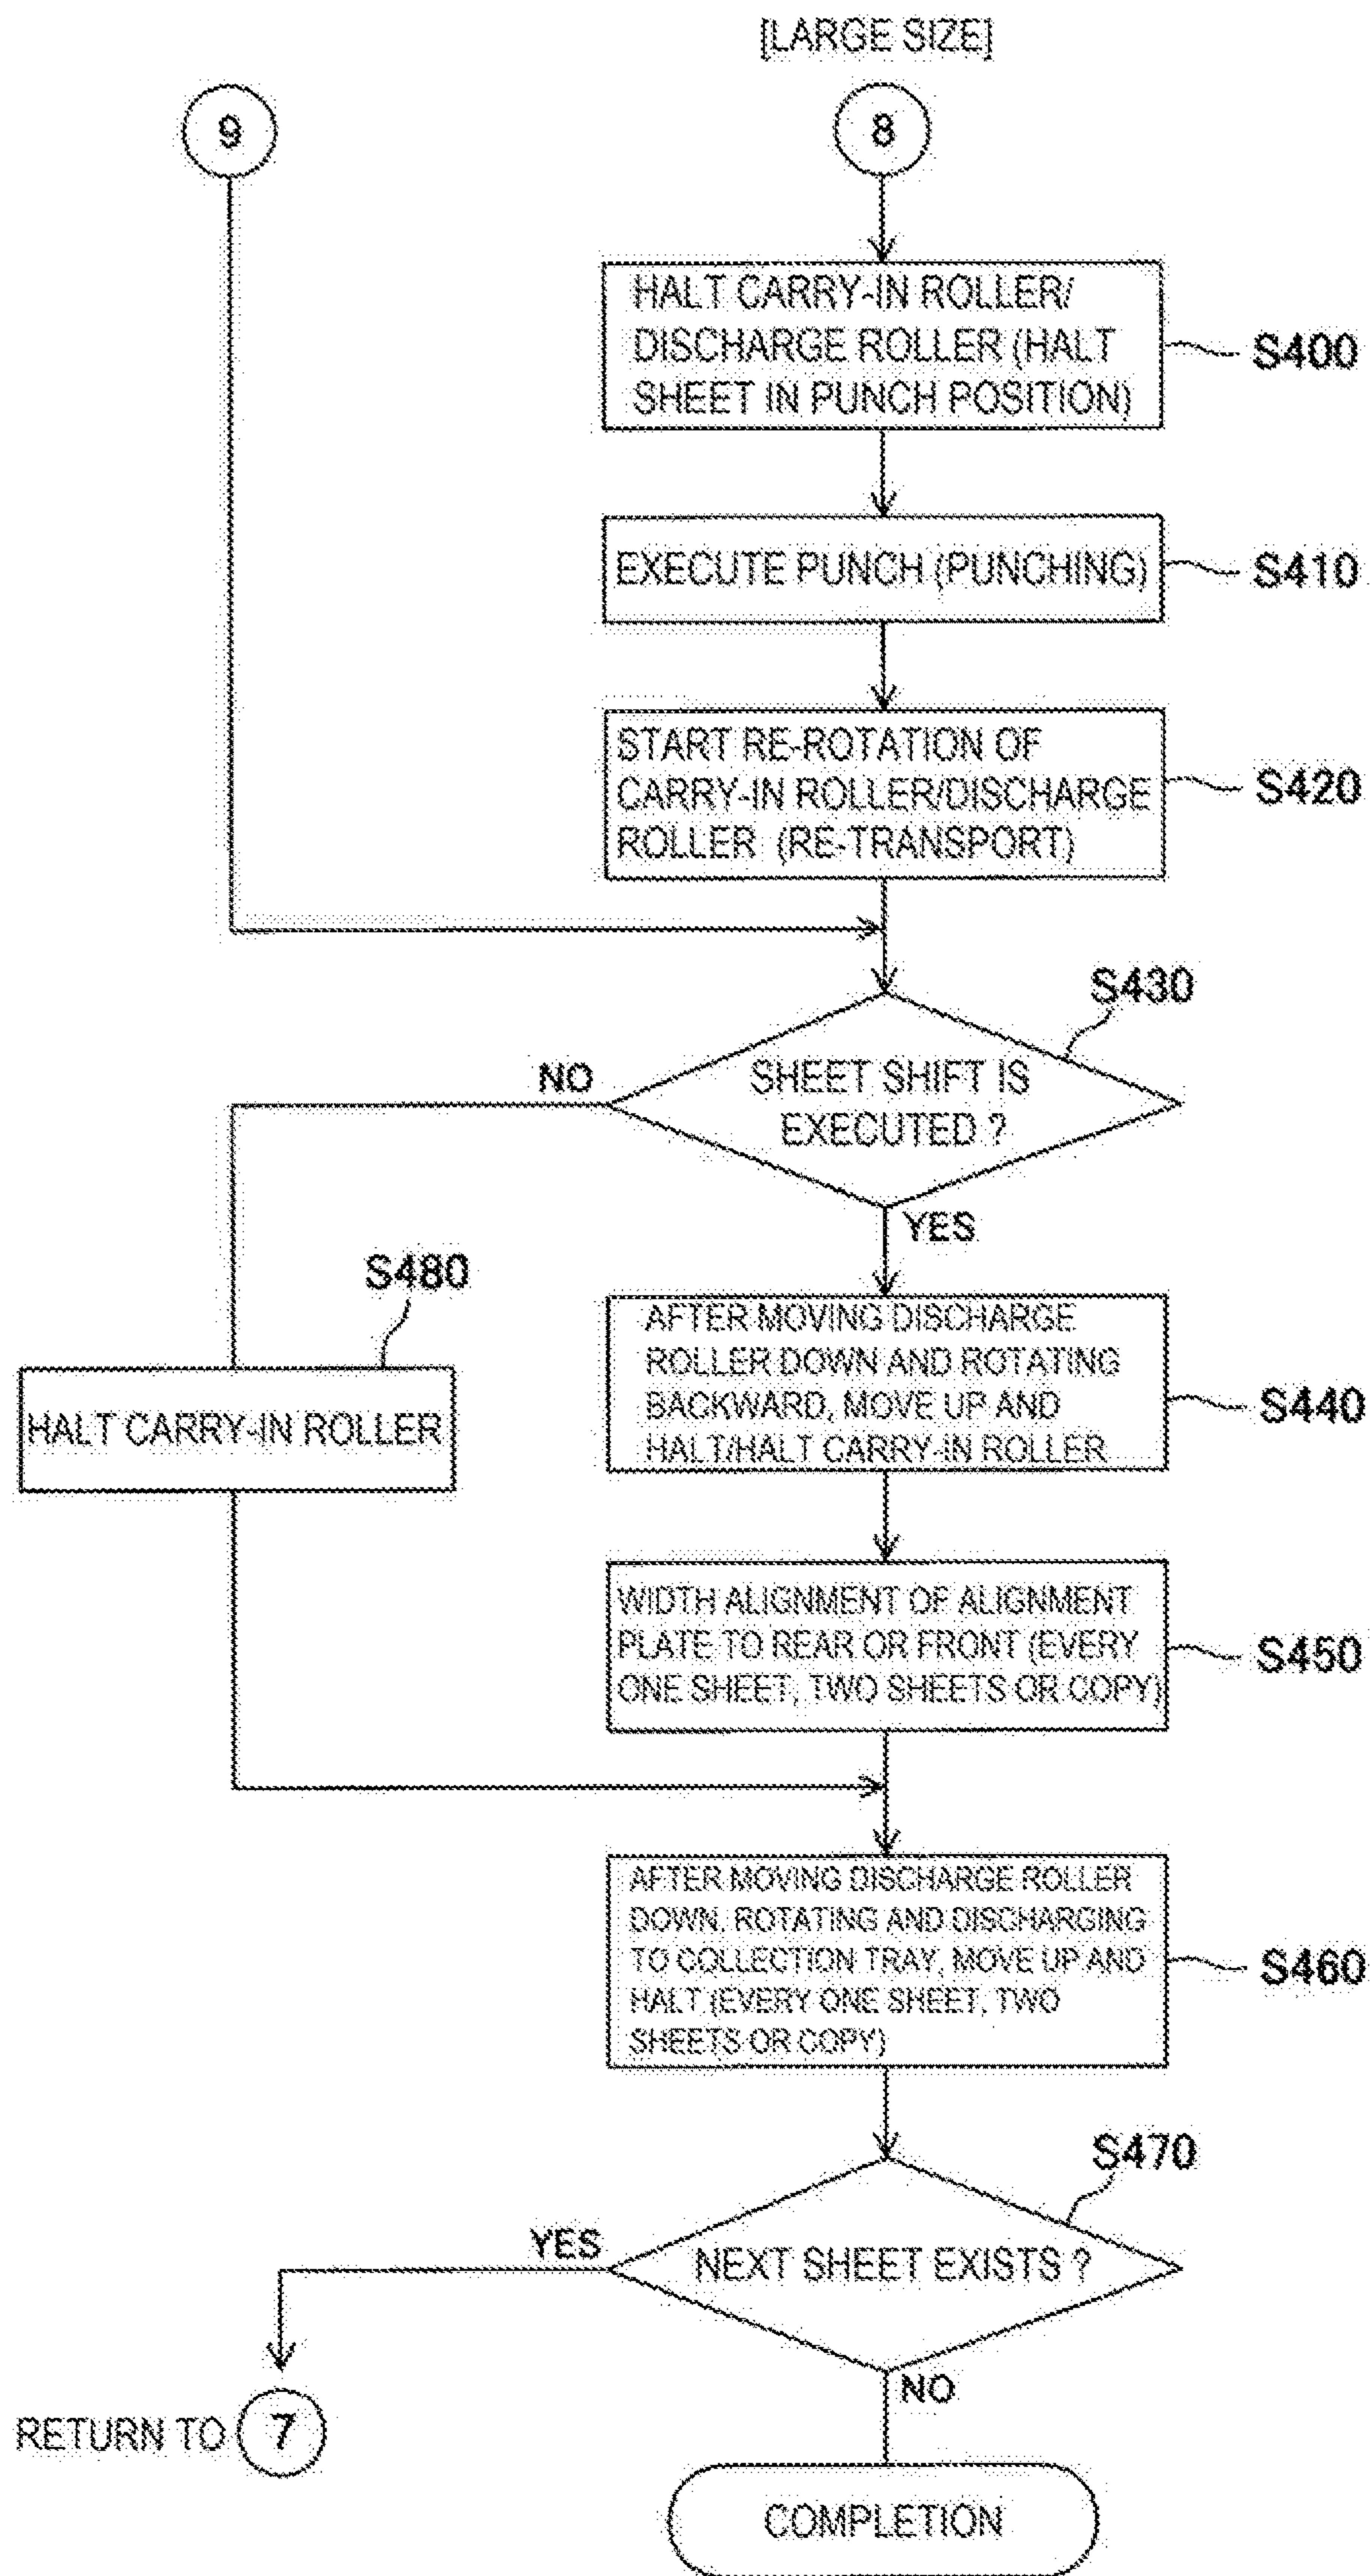 [LARGE SIZE]
9
8
HALT CARRY-IN ROLLER/
DISCHARGE ROLLER (HALT
SHEET IN PUNCH POSITION)
S400
EXECUTE PUNCH (PUNCHING)
S410
START RE-ROTATION OF
CARRY-IN ROLLER/DISCHARGE
ROLLER (RE-TRANSPORT)
S420
S430
SHEET SHIFT IS
EXECUTED ?
NO
YES
S480
HALT CARRY-IN ROLLER
AFTER MOVING DISCHARGE
ROLLER DOWN AND ROTATING
BACKWARD, MOVE UP AND
HALT/HALT CARRY-IN ROLLER
S440
WIDTH ALIGNMENT OF ALIGNMENT
PLATE TO REAR OR FRONT (EVERY
ONE SHEET, TWO SHEETS OR COPY)
S450
AFTER MOVING DISCHARGE ROLLER
DOWN, ROTATING AND DISCHARGING
TO COLLECTION TRAY, MOVE UP AND
HALT (EVERY ONE SHEET, TWO
SHEETS OR COPY)
S460
S470
NEXT SHEET EXISTS ?
YES
NO
RETURN TO 7
COMPLETION